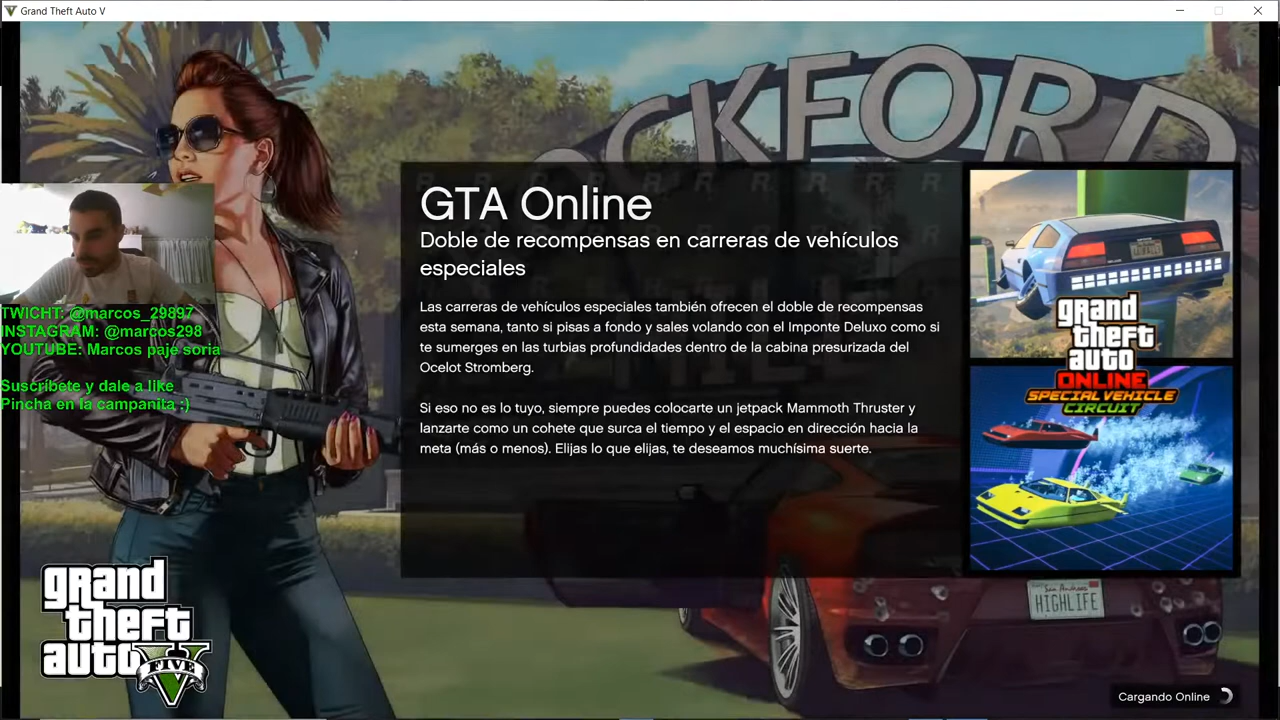 Grand Theft Auto V
OCKFORD
GTA Online
Doble de recompensas en carreras de vehículos
especiales
Las carreras de vehículos especiales también ofrecen el doble de recompensas
esta semana, tanto si pisas a fondo y sales volando con el Imponte Deluxo como si
te sumerges en las turbias profundidades dentro de la cabina presurizada del
Ocelot Stromberg.
Si eso no es lo tuyo, siempre puedes colocarte un jetpack Mammoth Thruster y
lanzarte como un cohete que surca el tiempo y el espacio en dirección hacia la
meta (más o menos). Elijas lo que elijas, te deseamos muchísima suerte.
grand
theft
auto
ONLINE
SPECIAL VEHICLE
CIRCUIT
TWICHT: @marcos_29897
INSTAGRAM: @marcos298
YOUTUBE: Marcos paje soria
Suscríbete y dale a like
Pincha en la campanita :)
grand
theft
auto
V
FIVE
San Andreas
HIGHLIFE
Cargando Online